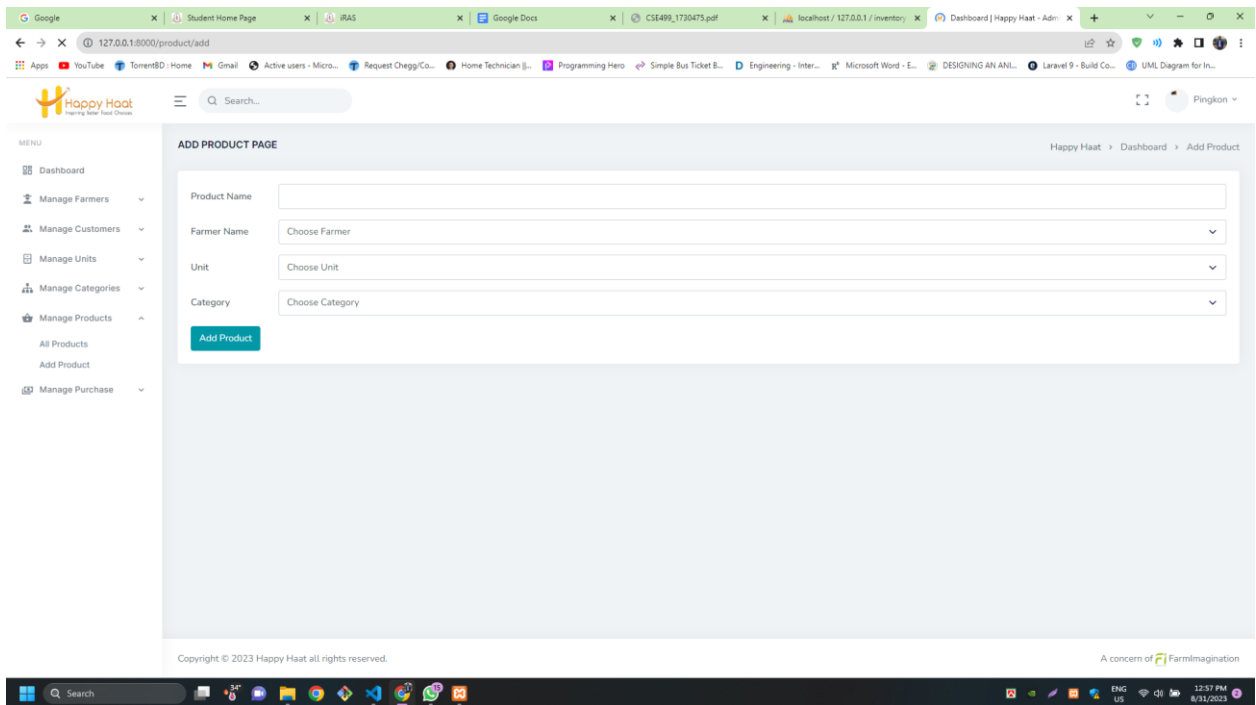 Google
Student Home Page
iRAS
Google Docs
CSE499_1730475.pdf
localhost / 127.0.0.1 / inventory
Dashboard | Happy Haat - Adm
127.0.0.1:8000/product/add
Apps YouTube TorrentBD : Home Gmail Active users - Micro... Request Chegg/Co... Home Technician ||... Programming Hero Simple Bus Ticket B... Engineering - Inter... Microsoft Word - E... DESIGNING AN ANI... Laravel 9 - Build Co... UML Diagram for In...
Happy Haat
Inspiring Better Food Choices
Search...
Pingkon
MENU
Dashboard
Manage Farmers
Manage Customers
Manage Units
Manage Categories
Manage Products
All Products
Add Product
Manage Purchase
ADD PRODUCT PAGE
Happy Haat > Dashboard > Add Product
Product Name
Farmer Name Choose Farmer
Unit Choose Unit
Category Choose Category
Add Product
Copyright © 2023 Happy Haat all rights reserved.
A concern of FarmImagination
Search
34°
ENG
US
12:57 PM
8/31/2023